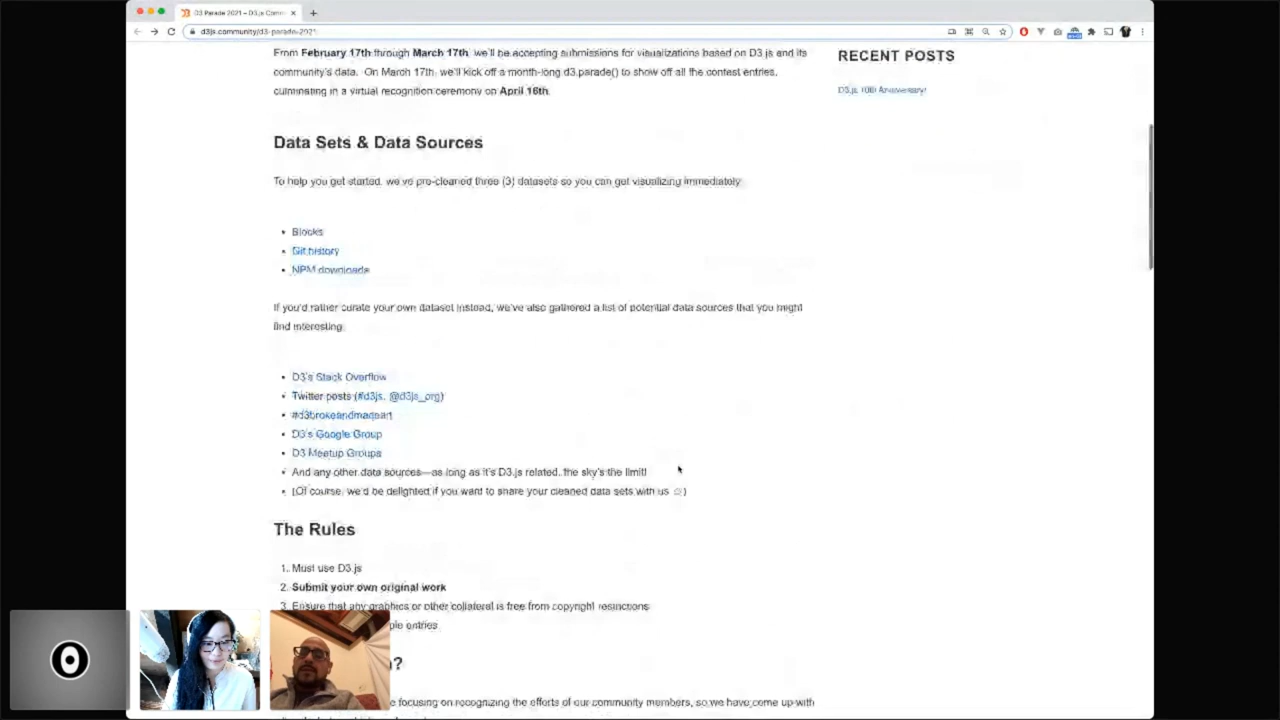 D3 Parade 2021 – D3.js Comm
d3js.community/d3-parade-2021
From February 17th through March 17th, we'll be accepting submissions for visualizations based on D3.js and its
community's data. On March 17th, we'll kick off a month-long d3.parade() to show off all the contest entries,
culminating in a virtual recognition ceremony on April 16th.
RECENT POSTS
D3.js 10th Anniversary!
Data Sets & Data Sources
To help you get started, we've pre-cleaned three (3) datasets so you can get visualizing immediately
• Blocks
• Git history
• NPM downloads
If you'd rather curate your own dataset instead, we've also gathered a list of potential data sources that you might
find interesting:
• D3's Stack Overflow
• Twitter posts (#d3js, @d3js_org)
• #d3brokeandmadeart
• D3's Google Group
• D3 Meetup Groups
• And any other data sources—as long as it's D3.js related, the sky's the limit!
• (Of course, we'd be delighted if you want to share your cleaned data sets with us ☺)
The Rules
1. Must use D3.js
2. Submit your own original work
3. Ensure that any graphics or other collateral is free from copyright restrictions
ple entries
?
e focusing on recognizing the efforts of our community members, so we have come up with